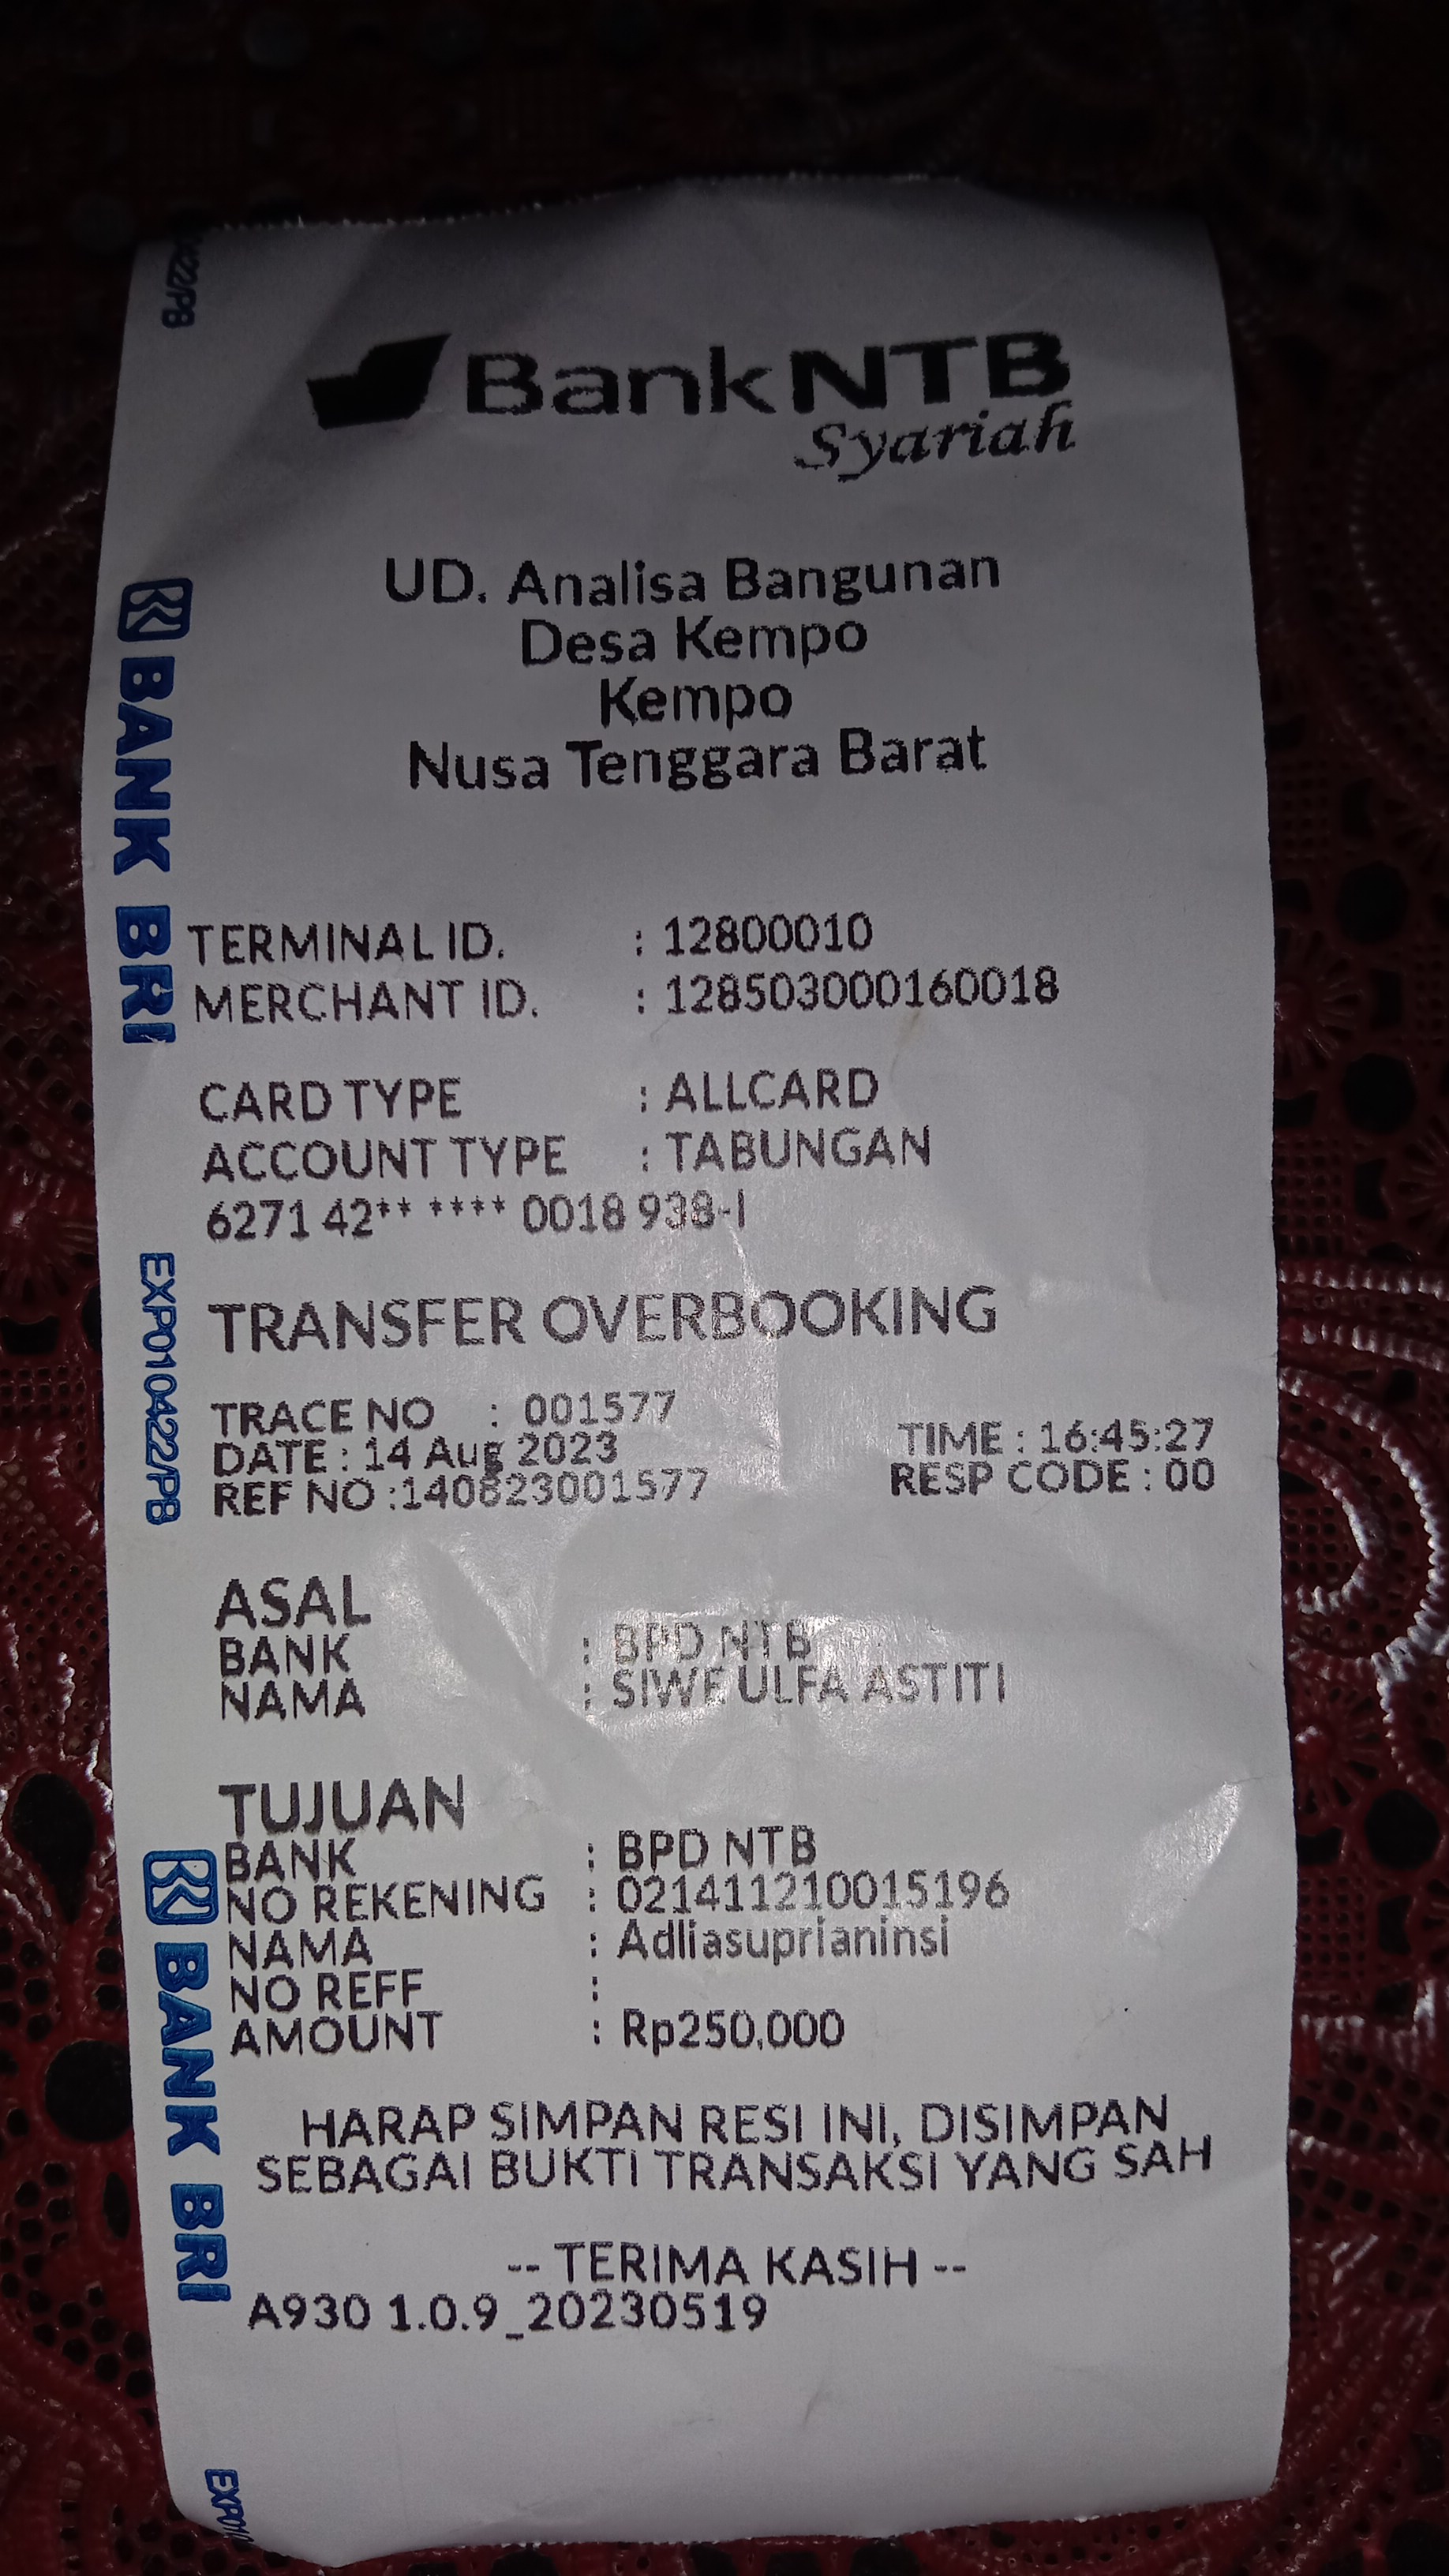 BankNTB
Syariah
UD. Analisa Bangunan
Desa Kempo
Kempo
Nusa Tenggara Barat
TERMINAL ID. : 12800010
MERCHANT ID. : 128503000160018
CARD TYPE : ALLCARD
ACCOUNT TYPE : TABUNGAN
6271 42** **** 0018 938-I
TRANSFER OVERBOOKING
TRACE NO : 001577
DATE : 14 Aug 2023 TIME : 16:45:27
REF NO :140823001577 RESP CODE : 00
ASAL
BANK : BPD NTB
NAMA : SIWE ULFA ASTITI
TUJUAN
BANK : BPD NTB
NO REKENING : 021411210015196
NAMA : Adliasuprianinsi
NO REFF :
AMOUNT : Rp250.000
HARAP SIMPAN RESI INI, DISIMPAN
SEBAGAI BUKTI TRANSAKSI YANG SAH
-- TERIMA KASIH --
A930 1.0.9_20230519
BANK BRI
EXP010422/PB
BANK BRI